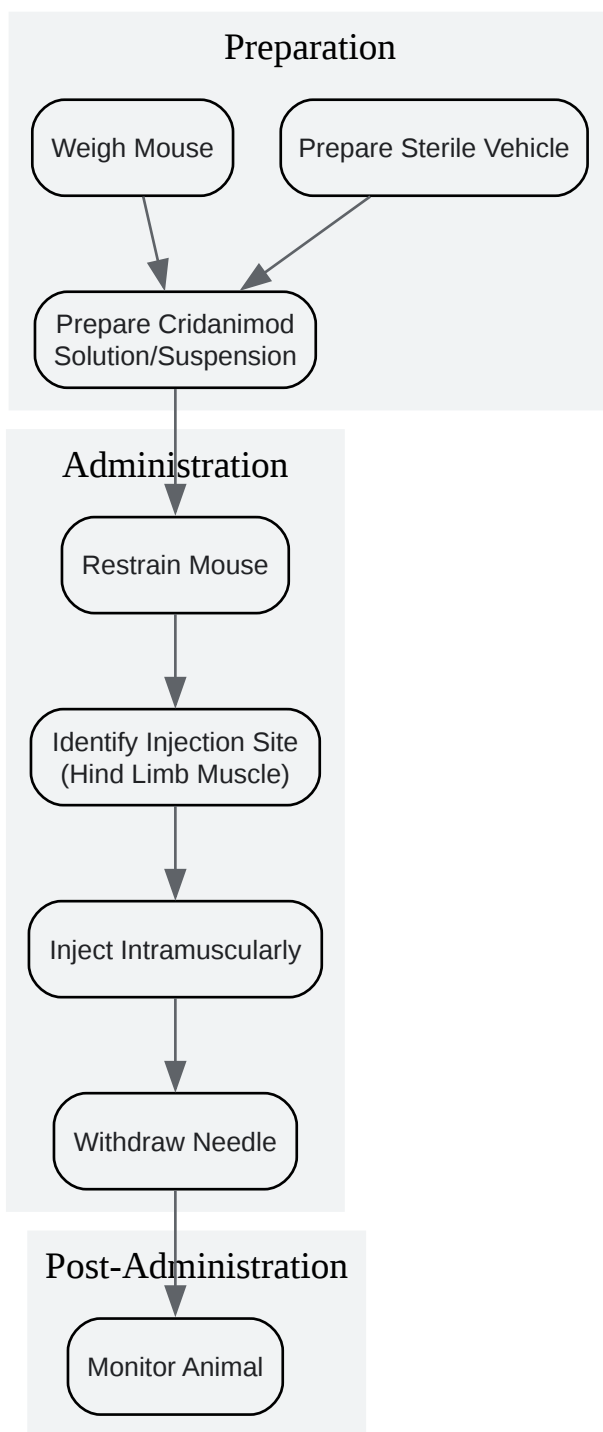 Preparation
Weigh Mouse
Prepare Sterile Vehicle
Prepare Cridanimod
Solution/Suspension
Administration
Restrain Mouse
Identify Injection Site
(Hind Limb Muscle)
Inject Intramuscularly
Withdraw Needle
Post-Administration
Monitor Animal